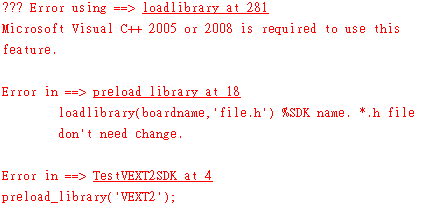 ??? Error using ==> loadlibrary at 281
Microsoft Visual C++ 2005 or 2008 is required to use this
feature.
Error in ==> preload_library at 18
loadlibrary(boardname,'file.h') %SDK name. *.h file
don't need change.
Error in ==> TestVEXT2SDK at 4
preload_library('VEXT2');